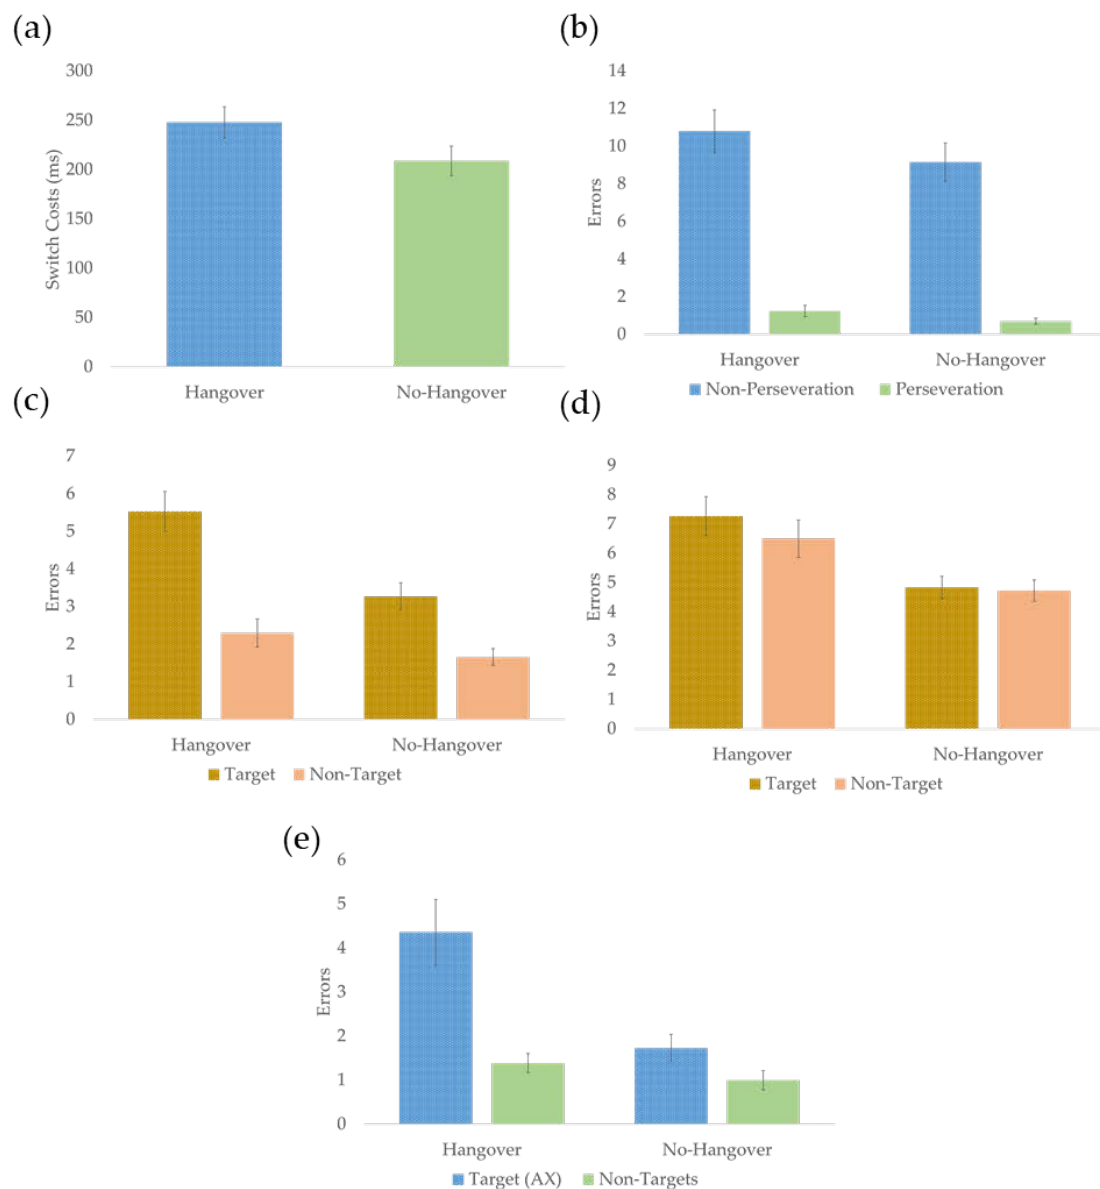 (a)
300
250
200
150
100
50
0
Switch Costs (ms)
Hangover No-Hangover
(b)
14
12
10
8
6
4
2
0
Errors
Hangover No-Hangover
Non-Perseveration Perseveration
(c)
7
6
5
4
3
2
1
0
Errors
Hangover No-Hangover
Target Non-Target
(d)
9
8
7
6
5
4
3
2
1
0
Errors
Hangover No-Hangover
Target Non-Target
(e)
6
5
4
3
2
1
0
Errors
Hangover No-Hangover
Target (AX) Non-Targets